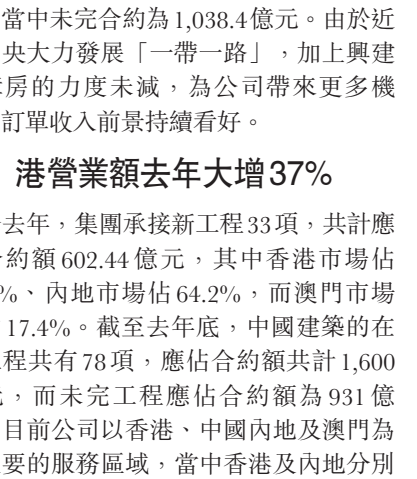 當中未完合約為1,038.4億元。由於近
央大力發展「一帶一路」，加上興建
房的力度未減，為公司帶來更多機
訂單收入前景持續看好。
港營業額去年大增37%
去年，集團承接新工程33項，共計應
約額602.44億元，其中香港市場佔
%、內地市場佔64.2%，而澳門市場
17.4%。截至去年底，中國建築的在
程共有78項，應佔合約額共計1,600
，而未完工程應佔合約額為931億
目前公司以香港、中國內地及澳門為
要的服務區域，當中香港及內地分別